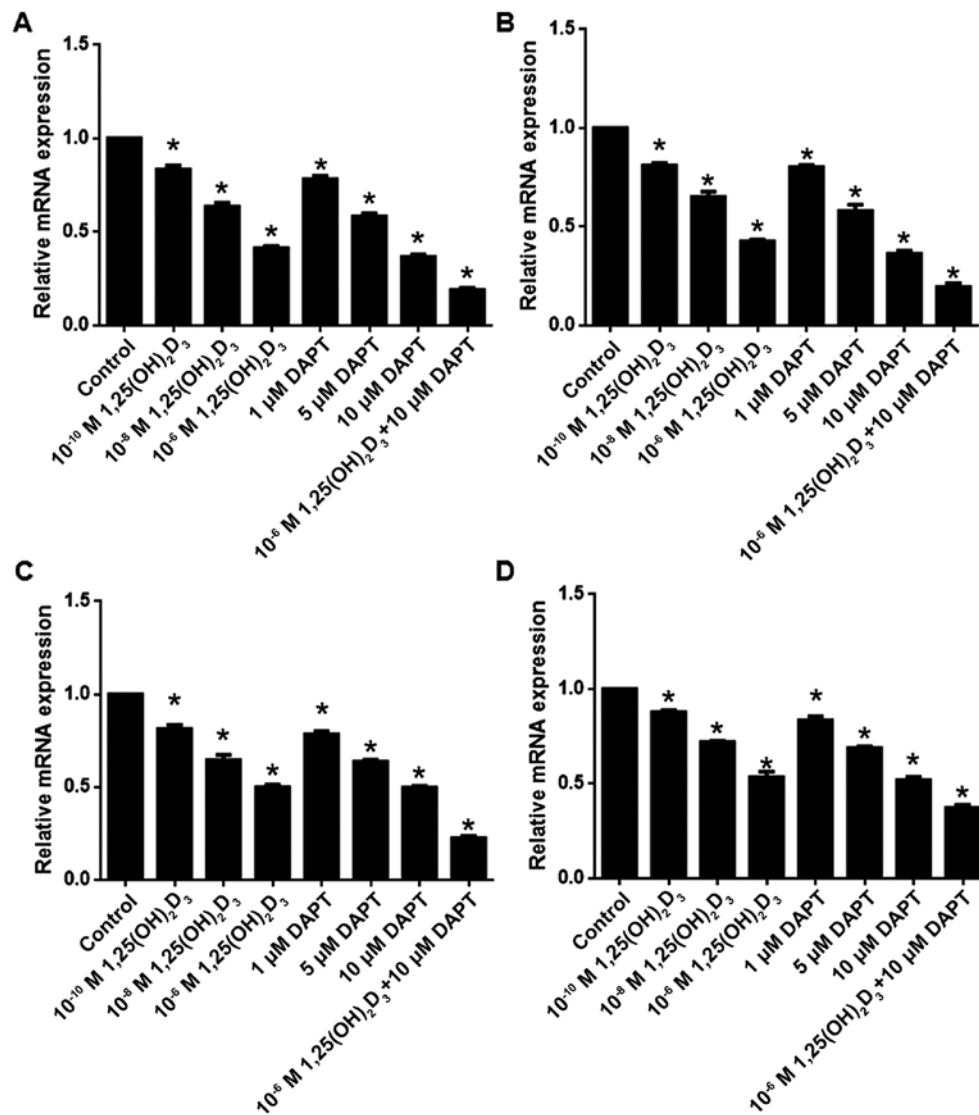 A
Relative mRNA expression
1.5
1.0
0.5
0.0
*
*
*
*
*
*
*
Control
10⁻¹⁰ M 1,25(OH)₂D₃
10⁻⁸ M 1,25(OH)₂D₃
10⁻⁶ M 1,25(OH)₂D₃
1 µM DAPT
5 µM DAPT
10 µM DAPT
10⁻⁶ M 1,25(OH)₂D₃+10 µM DAPT
B
Relative mRNA expression
1.5
1.0
0.5
0.0
*
*
*
*
*
*
*
Control
10⁻¹⁰ M 1,25(OH)₂D₃
10⁻⁸ M 1,25(OH)₂D₃
10⁻⁶ M 1,25(OH)₂D₃
1 µM DAPT
5 µM DAPT
10 µM DAPT
10⁻⁶ M 1,25(OH)₂D₃+10 µM DAPT
C
Relative mRNA expression
1.5
1.0
0.5
0.0
*
*
*
*
*
*
*
Control
10⁻¹⁰ M 1,25(OH)₂D₃
10⁻⁸ M 1,25(OH)₂D₃
10⁻⁶ M 1,25(OH)₂D₃
1 µM DAPT
5 µM DAPT
10 µM DAPT
10⁻⁶ M 1,25(OH)₂D₃+10 µM DAPT
D
Relative mRNA expression
1.5
1.0
0.5
0.0
*
*
*
*
*
*
*
Control
10⁻¹⁰ M 1,25(OH)₂D₃
10⁻⁸ M 1,25(OH)₂D₃
10⁻⁶ M 1,25(OH)₂D₃
1 µM DAPT
5 µM DAPT
10 µM DAPT
10⁻⁶ M 1,25(OH)₂D₃+10 µM DAPT